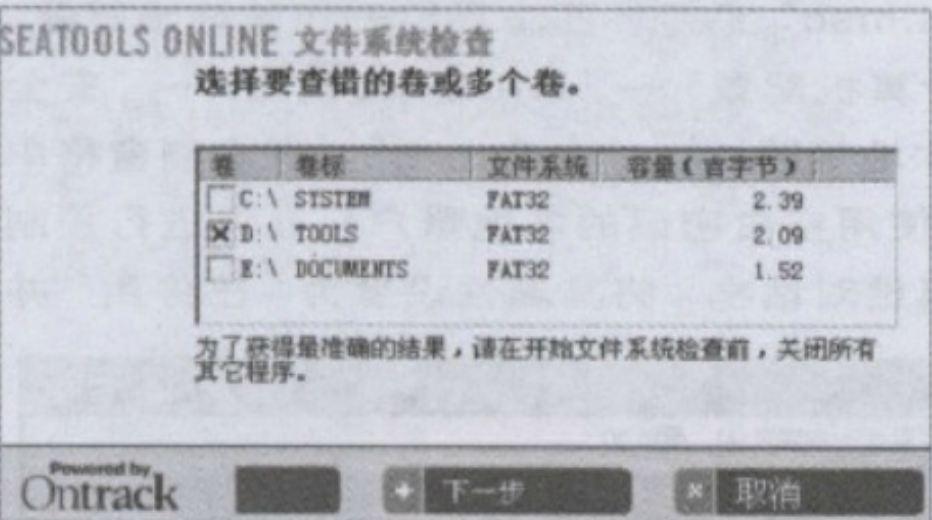 SEATOOLS ONLINE 文件系统检查
选择要查错的卷或多个卷。
卷 卷标 文件系统 容量(吉字节)
C:\ SYSTEM FAT32 2.39
D:\ TOOLS FAT32 2.09
E:\ DOCUMENTS FAT32 1.52
为了获得最准确的结果，请在开始文件系统检查前，关闭所有
其它程序。
Powered by
Ontrack
下一步
取消